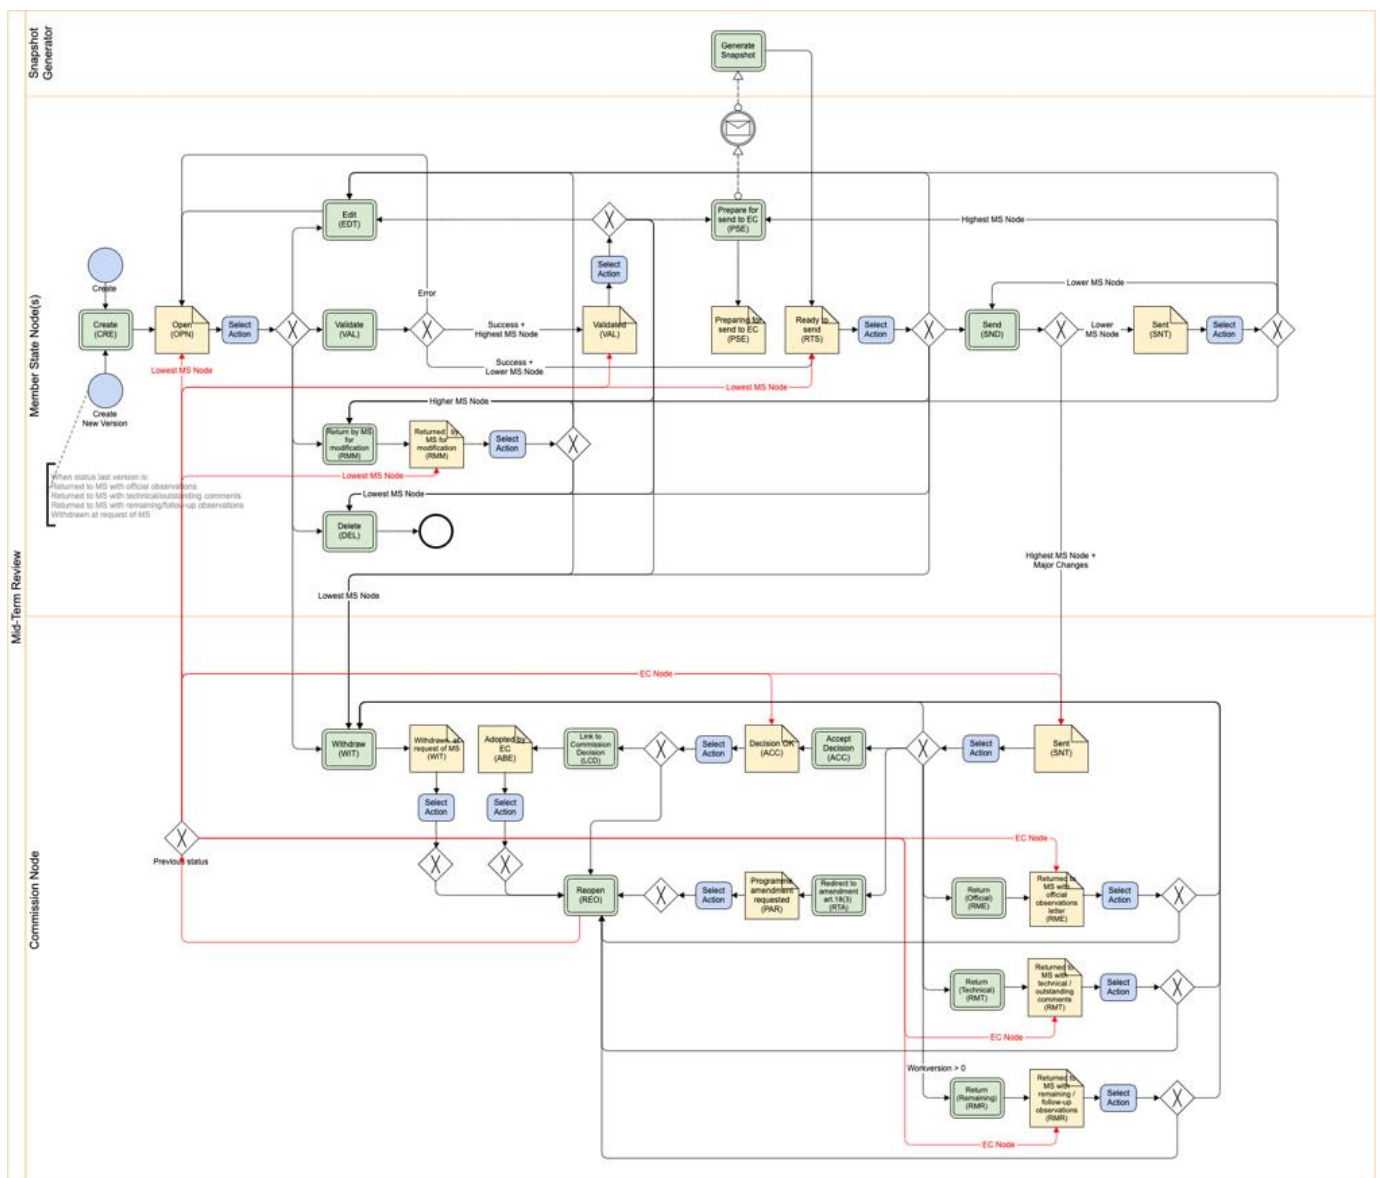 Mid-Term Review
Snapshot
Generator
Generate
Snapshot
Member State Node(s)
Create
Create
(CRE)
Create
New Version
When status last version is:
Returned to MS with official observations
Returned to MS with technical/outstanding comments
Returned to MS with remaining/follow-up observations
Withdrawn at request of MS
Open
(OPN)
Lowest MS Node
Select
Action
Edit
(EDT)
Validate
(VAL)
Error
Success +
Highest MS Node
Success +
Lower MS Node
Validated
(VAL)
Select
Action
Prepare for
send to EC
(PSE)
Preparing for
send to EC
(PSE)
Ready to
send
(RTS)
Lowest MS Node
Select
Action
Highest MS Node
Lower MS Node
Send
(SND)
Lower
MS Node
Sent
(SNT)
Select
Action
Higher MS Node
Return by MS
for
modification
(RMM)
Returned by
MS for
modification
(RMM)
Select
Action
Lowest MS Node
Lowest MS Node
Delete
(DEL)
Highest MS Node +
Major Changes
Lowest MS Node
Commission Node
EC Node
Withdraw
(WIT)
Withdrawn at
request of MS
(WIT)
Adopted by
EC
(ABE)
Link to
Commission
Decision
(LCD)
Select
Action
Decision OK
(ACC)
Accept
Decision
(ACC)
Select
Action
Sent
(SNT)
Select
Action
Select
Action
Previous status
EC Node
Reopen
(REO)
Select
Action
Programme
amendment
requested
(PAR)
Redirect to
amendment
art.18(3)
(RTA)
Return
(Official)
(RME)
Returned to
MS with
official
observations
letter
(RME)
Select
Action
Return
(Technical)
(RMT)
Returned to
MS with
technical /
outstanding
comments
(RMT)
Select
Action
EC Node
Workversion > 0
Return
(Remaining)
(RMR)
Returned to
MS with
remaining /
follow-up
observations
(RMR)
Select
Action
EC Node